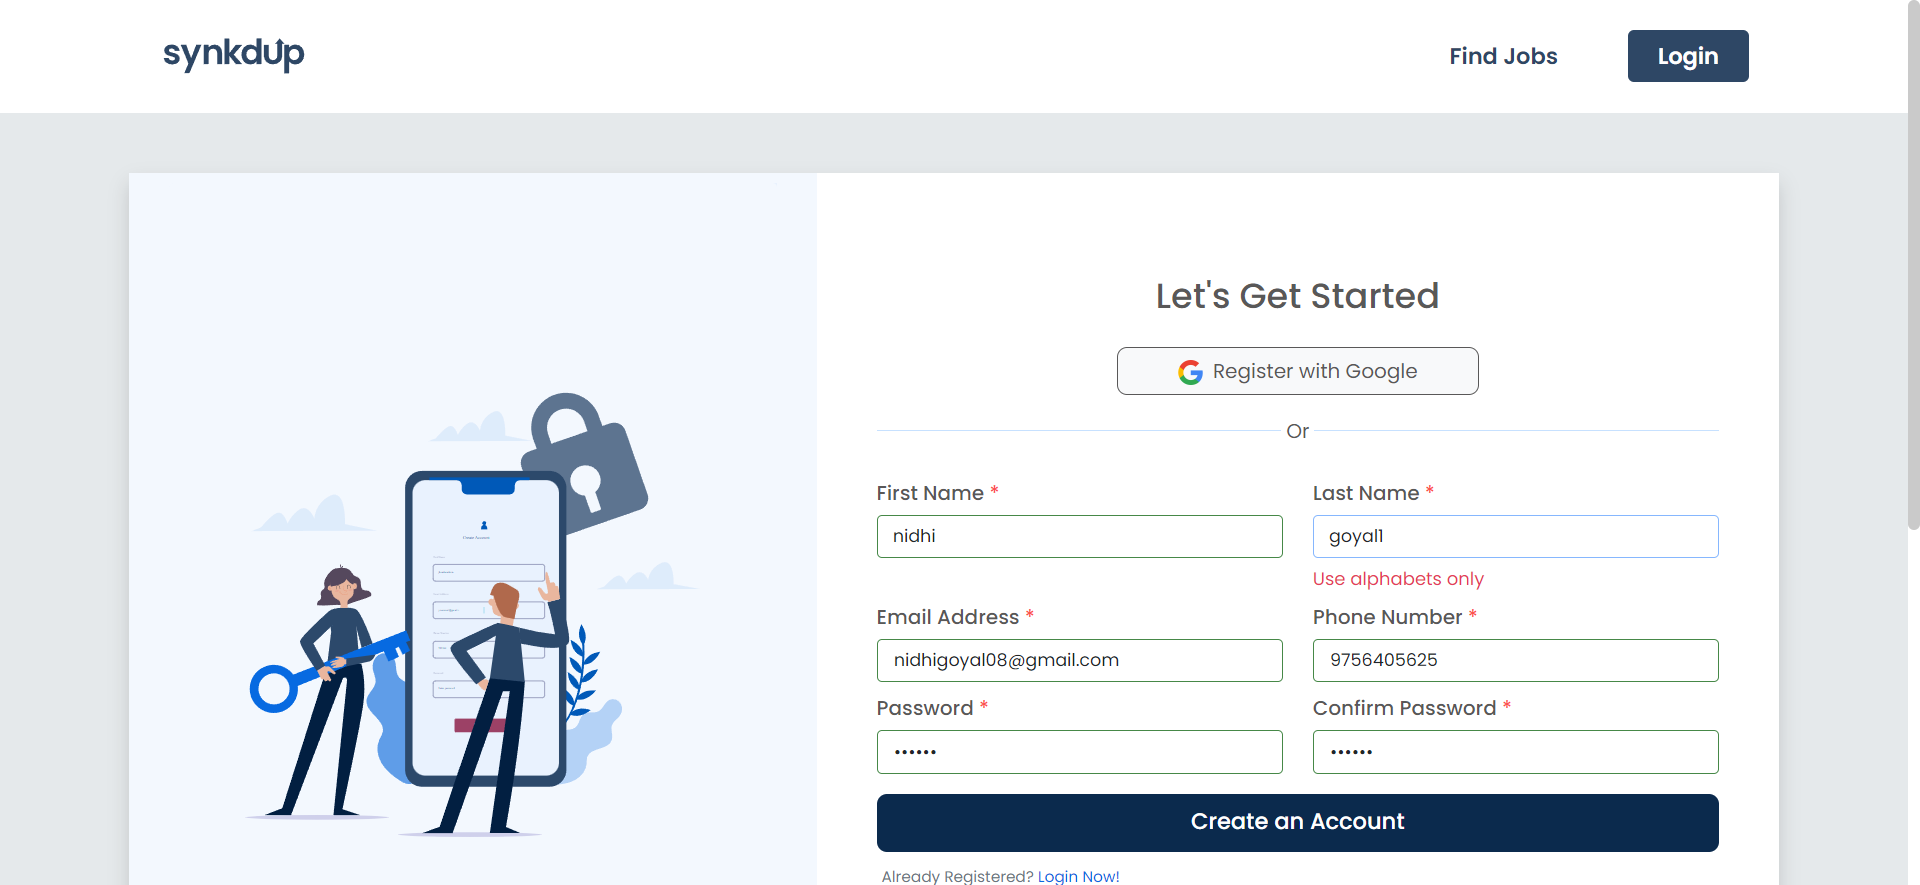 synkdup
Find Jobs
Login
Let's Get Started
Register with Google
Or
First Name *
Last Name *
nidhi
goyal1
Use alphabets only
Email Address *
Phone Number *
nidhigoyal08@gmail.com
9756405625
Password *
Confirm Password *
••••••
••••••
Create an Account
Already Registered? Login Now!